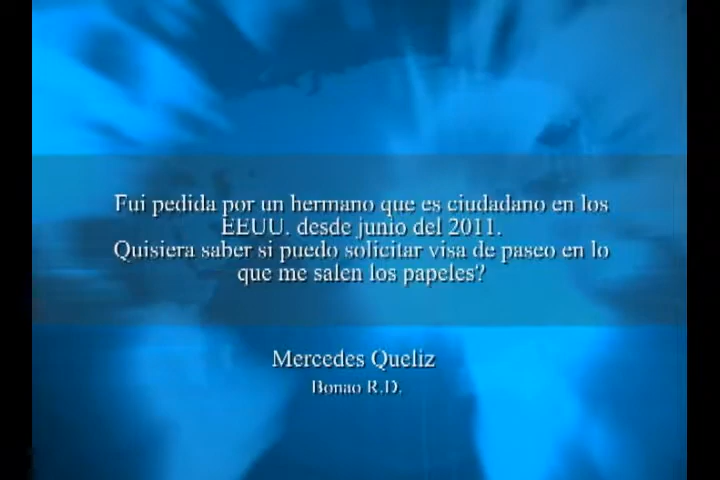 Fui pedida por un hermano que es ciudadano en los
EEUU. desde junio del 2011.
Quisiera saber si puedo solicitar visa de paseo en lo
que me salen los papeles?
Mercedes Queliz
Bonao R.D.